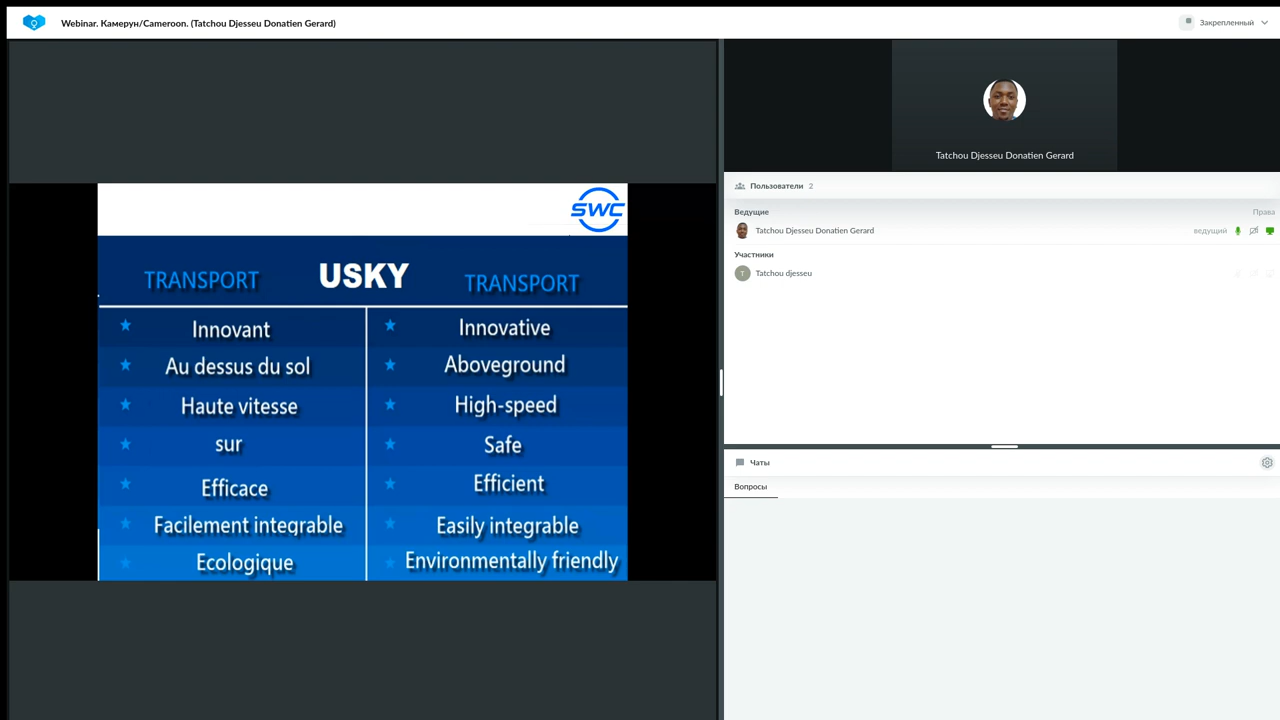 Webinar. Камерун/Cameroon. (Tatchou Djesseu Donatien Gerard)
Закрепленный
Tatchou Djesseu Donatien Gerard
Пользователи 2
Ведущие Права
Tatchou Djesseu Donatien Gerard ведущий
Участники
T Tatchou djesseu
Чаты
Вопросы
SWC
TRANSPORT USKY TRANSPORT
Innovant Innovative
Au dessus du sol Aboveground
Haute vitesse High-speed
sur Safe
Efficace Efficient
Facilement integrable Easily integrable
Ecologique Environmentally friendly